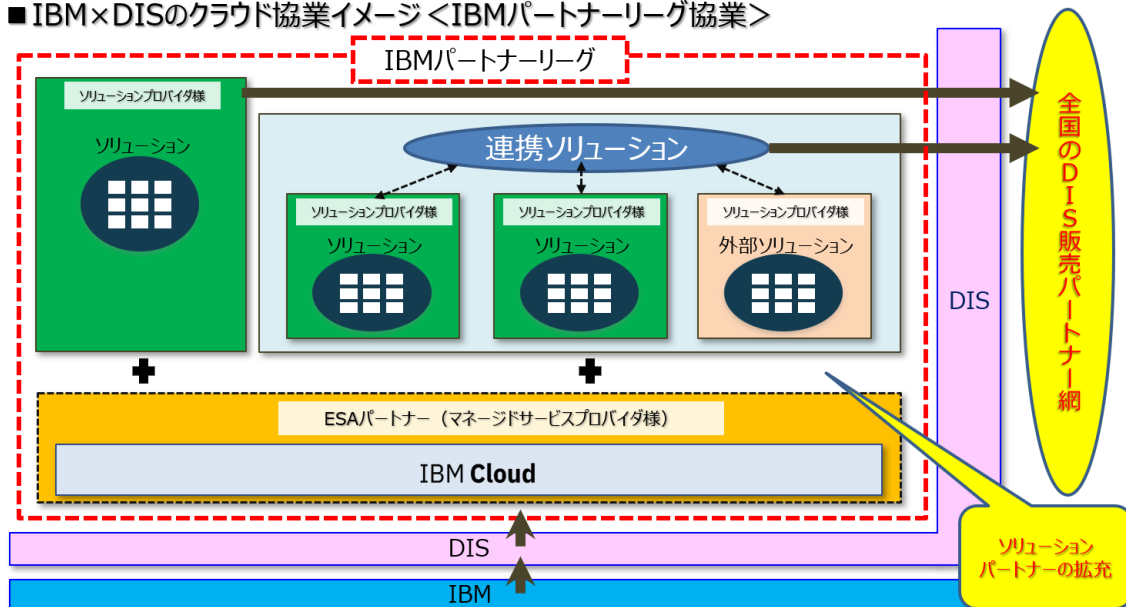 ■IBM×DISのクラウド協業イメージ<IBMパートナーリーグ協業>
IBMパートナーリーグ
ソリューションプロバイダ様
ソリューション
連携ソリューション
ソリューションプロバイダ様
ソリューション
ソリューションプロバイダ様
ソリューション
ソリューションプロバイダ様
外部ソリューション
ESAパートナー（マネージドサービスプロバイダ様）
IBM Cloud
DIS
全国のDIS販売パートナー網
ソリューション
パートナーの拡充
DIS
IBM